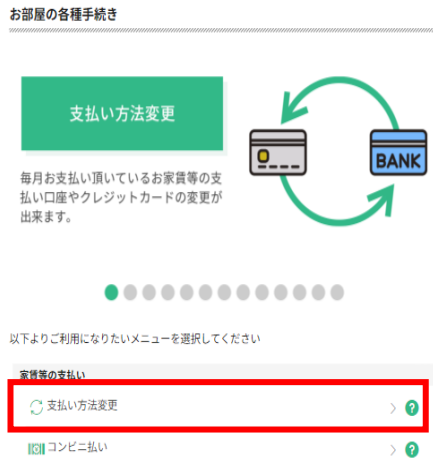 お部屋の各種手続き
支払い方法変更
BANK
毎月お支払い頂いているお家賃等の支
払い口座やクレジットカードの変更が
出来ます。
以下よりご利用になりたいメニューを選択してください
家賃等の支払い
支払い方法変更
?
コンビニ払い
?